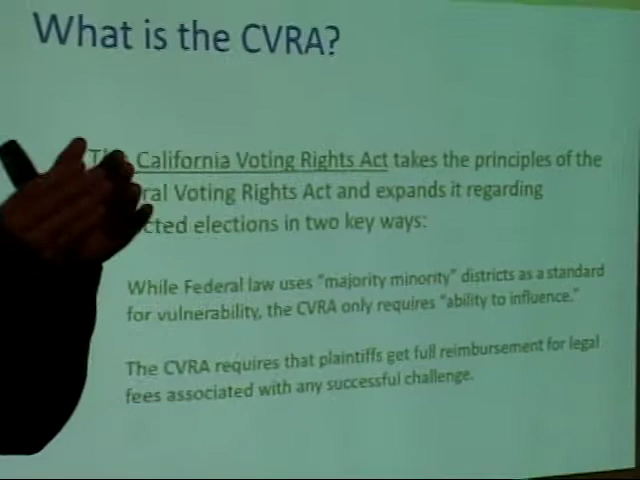 What is the CVRA?
California Voting Rights Act takes the principles of the
ral Voting Rights Act and expands it regarding
cted elections in two key ways:
While Federal law uses "majority minority" districts as a standard
for vulnerability, the CVRA only requires "ability to influence."
The CVRA requires that plaintiffs get full reimbursement for legal
fees associated with any successful challenge.